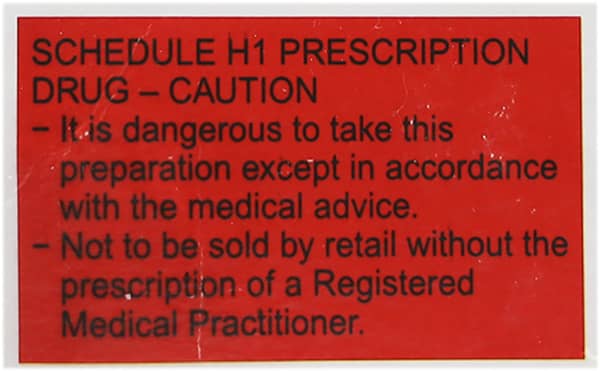 SCHEDULE H1 PRESCRIPTION
DRUG – CAUTION
– It is dangerous to take this
preparation except in accordance
with the medical advice.
– Not to be sold by retail without the
prescription of a Registered
Medical Practitioner.